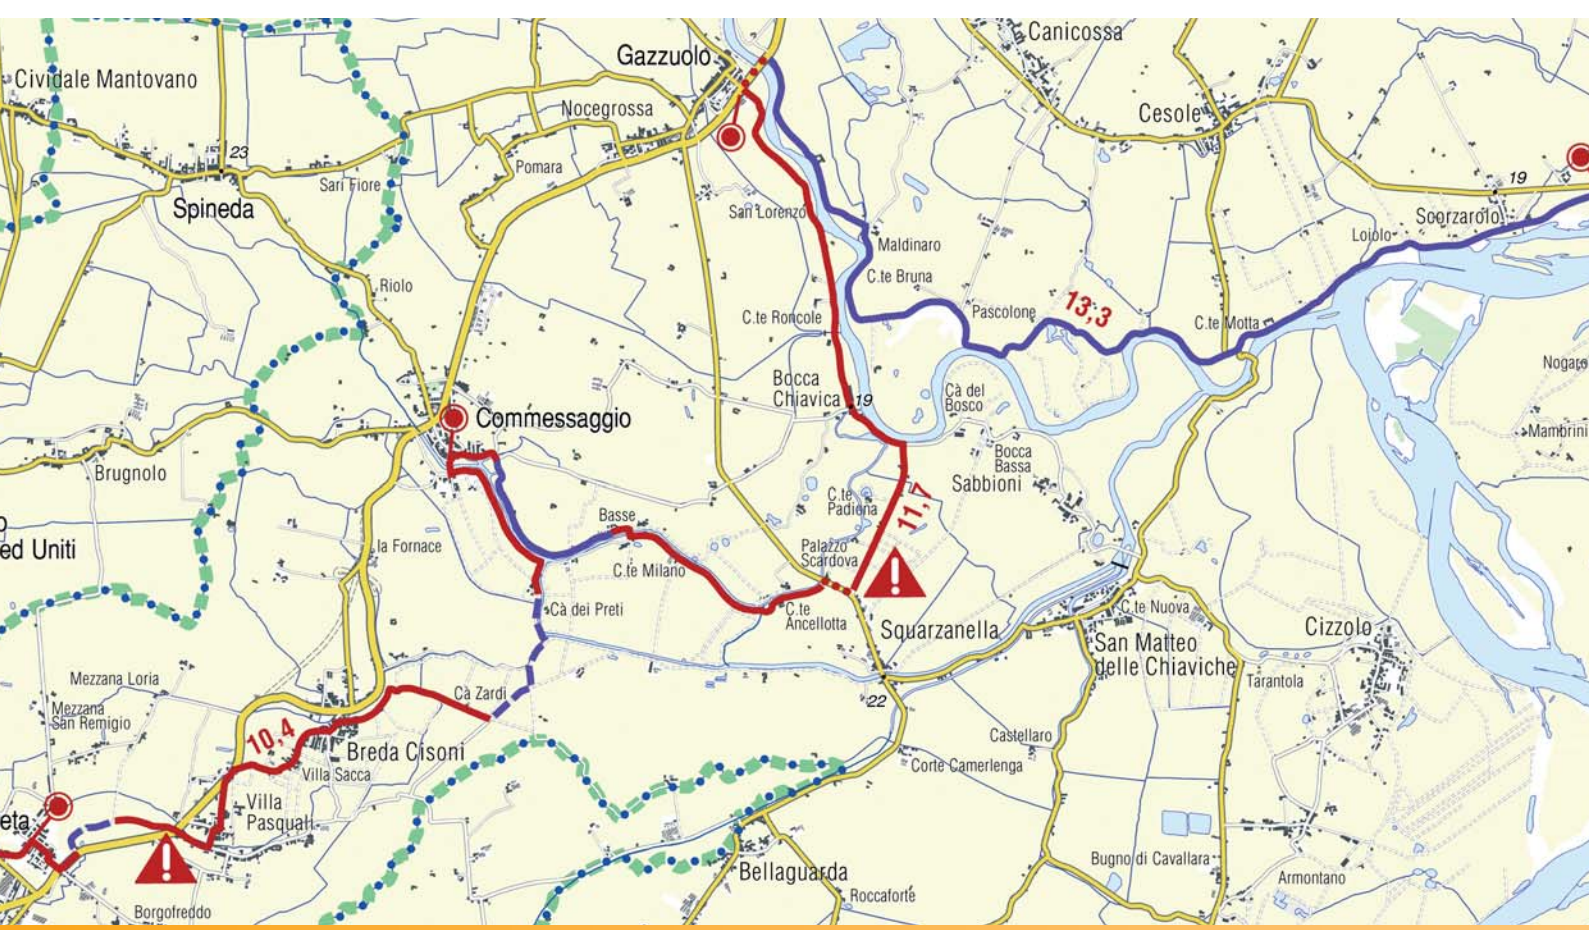 Canicossa
Gazzuolo
Cividale Mantovano
Nocegrossa
Cesole
23
Pomara
19
Sari Fiore
Spineda
San Lorenzo
Scorzarolo
Loiolo
Maldinaro
C.te Bruna
Riolo
13,3
Pascolone
C.te Roncole
C.te Motta
Nogaro
Bocca
Chiavica
19
Cà del
Bosco
Commessaggio
Mambrini
Brugnolo
Bocca
Bassa
Sabbioni
C.te
Padiena
11,7
Basse
ed Uniti
la Fornace
Palazzo
Scardova
!
C.te Milano
Cà dei Preti
C.te
Ancellotta
C.te Nuova
Squarzanella
Cizzolo
San Matteo
delle Chiaviche
Mezzana Loria
Tarantola
Cà Zardi
22
Mezzana
San Remigio
10,4
Castellaro
Breda Cisoni
Corte Camerlenga
Villa Sacca
Villa
Pasquali
eta
!
Bugno di Cavallara
Bellaguarda
Armontano
Roccaforte
Borgofreddo